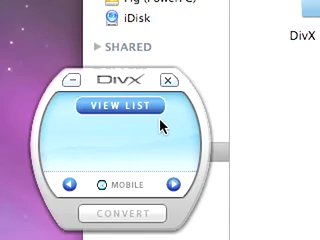 iDisk
SHARED
DivX
DivX
VIEW LIST
MOBILE
CONVERT